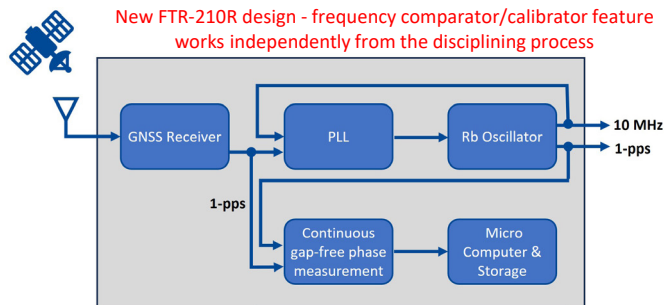 New FTR-210R design - frequency comparator/calibrator feature
works independently from the disciplining process
GNSS Receiver
PLL
Rb Oscillator
10 MHz
1-pps
1-pps
Continuous
gap-free phase
measurement
Micro
Computer &
Storage